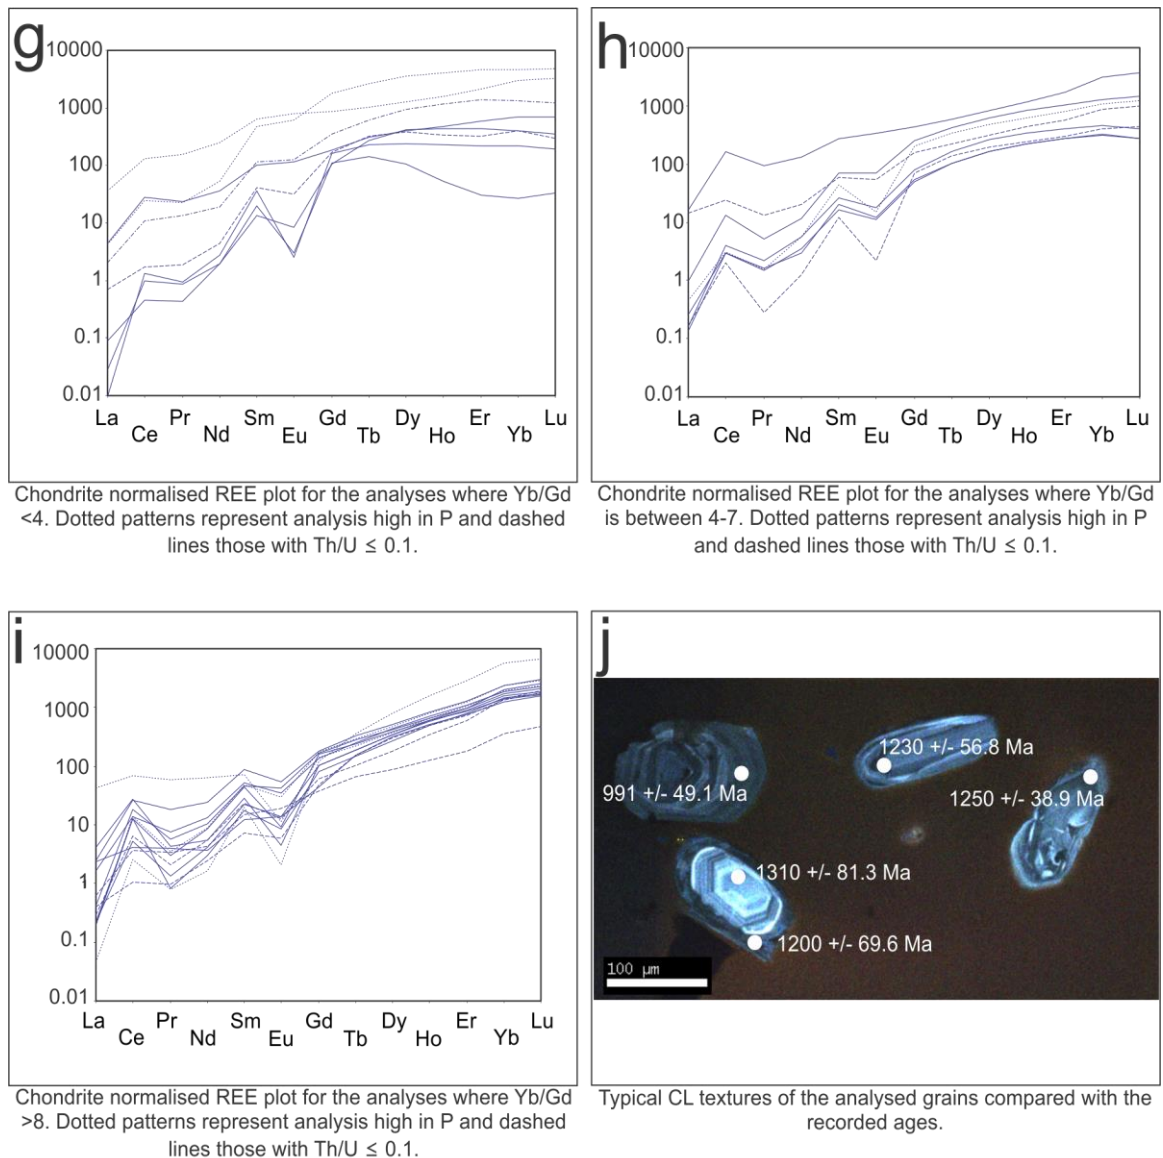 g
10000
1000
100
10
1
0.1
0.01
La Ce Pr Nd Sm Eu Gd Tb Dy Ho Er Yb Lu
Chondrite normalised REE plot for the analyses where Yb/Gd
<4. Dotted patterns represent analysis high in P and dashed
lines those with Th/U ≤ 0.1.
h
10000
1000
100
10
1
0.1
0.01
La Ce Pr Nd Sm Eu Gd Tb Dy Ho Er Yb Lu
Chondrite normalised REE plot for the analyses where Yb/Gd
is between 4-7. Dotted patterns represent analysis high in P
and dashed lines those with Th/U ≤ 0.1.
i
10000
1000
100
10
1
0.1
0.01
La Ce Pr Nd Sm Eu Gd Tb Dy Ho Er Yb Lu
Chondrite normalised REE plot for the analyses where Yb/Gd
>8. Dotted patterns represent analysis high in P and dashed
lines those with Th/U ≤ 0.1.
j
1230 +/- 56.8 Ma
991 +/- 49.1 Ma
1250 +/- 38.9 Ma
1310 +/- 81.3 Ma
1200 +/- 69.6 Ma
100 µm
Typical CL textures of the analysed grains compared with the
recorded ages.